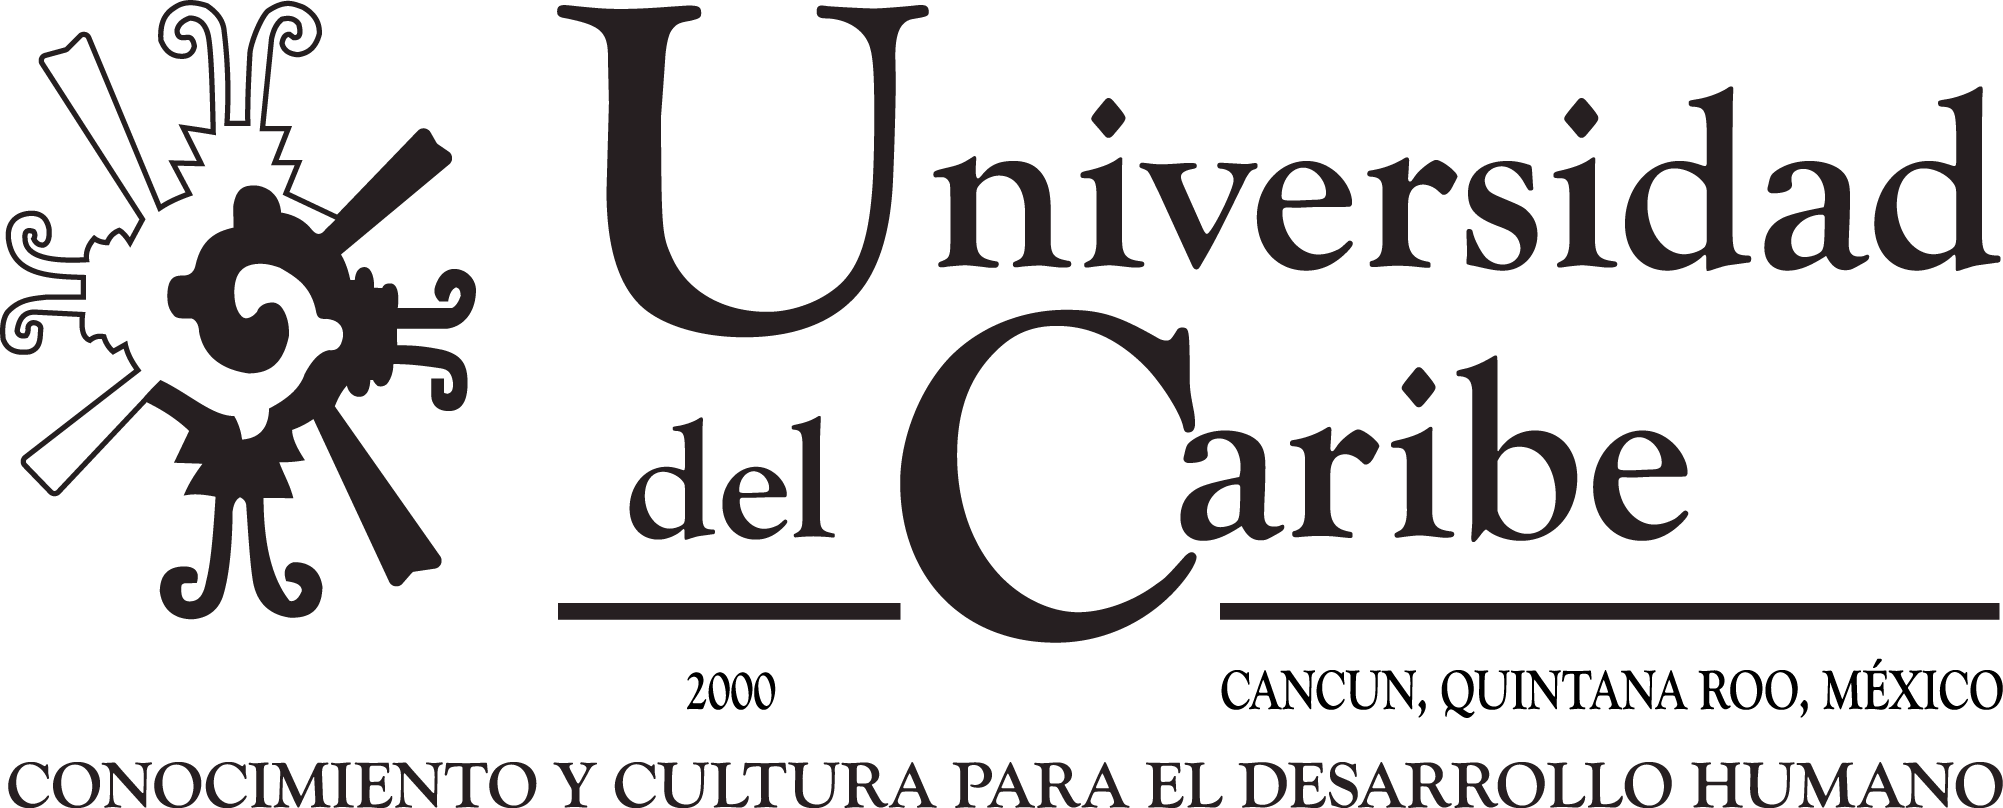 Universidad
del Caribe
2000
CANCUN, QUINTANA ROO, MÉXICO
CONOCIMIENTO Y CULTURA PARA EL DESARROLLO HUMANO